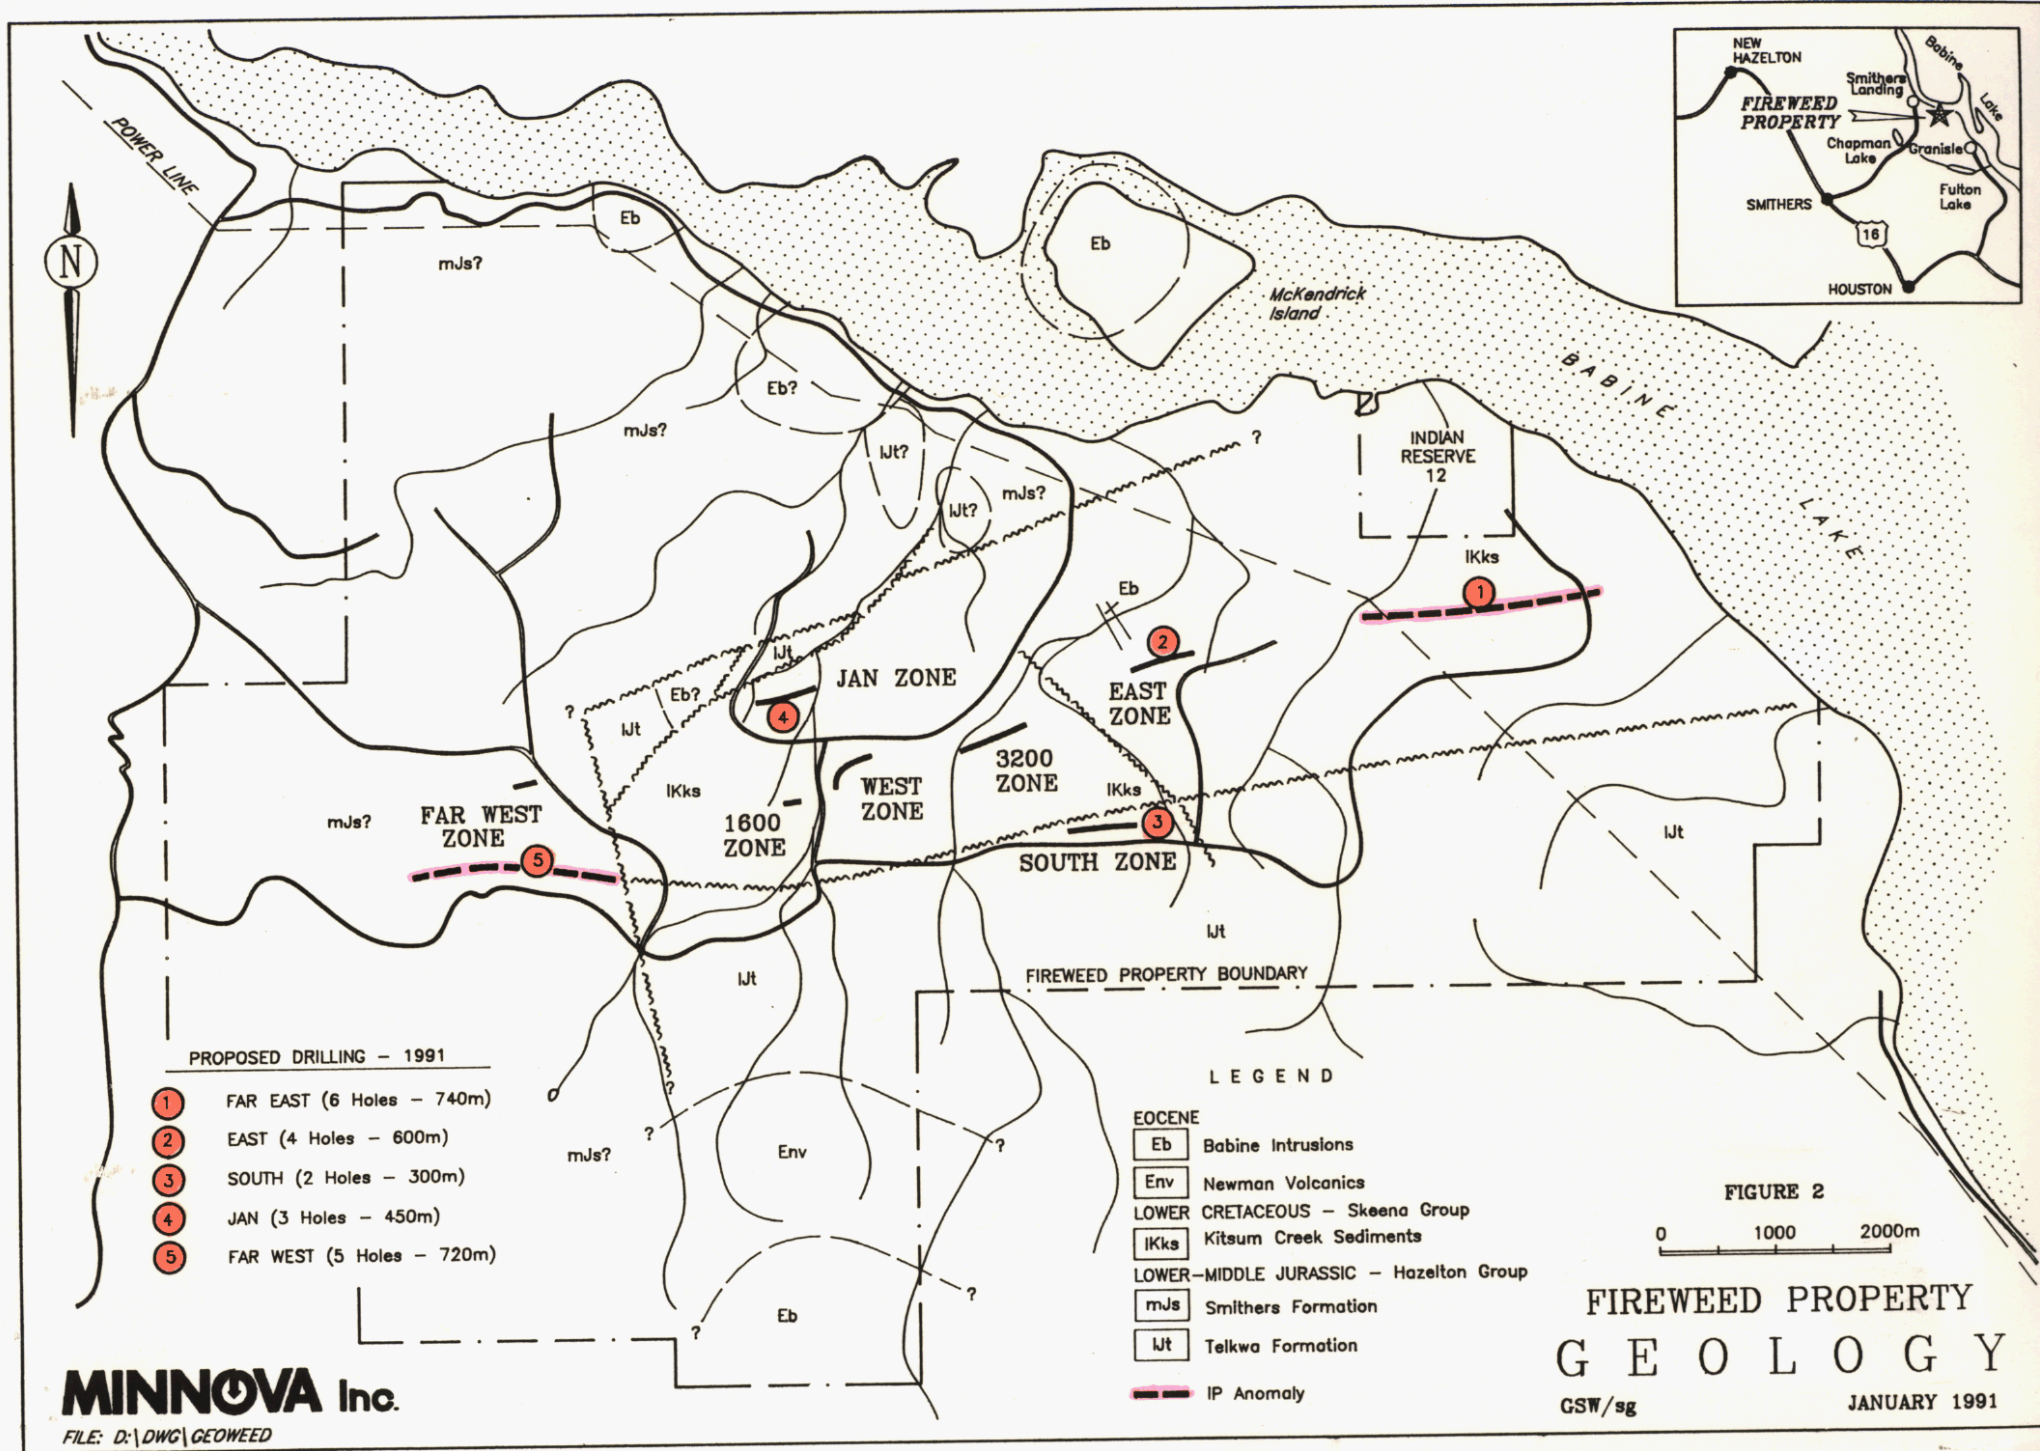 POWER LINE
N
mJs?
Eb
Eb
McKendrick
Island
BABINE
LAKE
NEW
HAZELTON
Babine
Lake
Smithers
Landing
FIREWEED
PROPERTY
Chapman
Lake
Granisle
Fulton
Lake
SMITHERS
16
HOUSTON
Eb?
mJs?
lJt?
lJt?
mJs?
?
INDIAN
RESERVE
12
lKks
1
Eb
2
EAST
ZONE
lJt
JAN ZONE
4
Eb?
lJt
?
3200
ZONE
WEST
ZONE
lKks
1600
ZONE
lKks
3
SOUTH ZONE
lJt
mJs?
FAR WEST
ZONE
5
lJt
lJt
FIREWEED PROPERTY BOUNDARY
?
?
?
mJs?
Env
?
?
Eb
PROPOSED DRILLING - 1991
1 FAR EAST (6 Holes - 740m)
2 EAST (4 Holes - 600m)
3 SOUTH (2 Holes - 300m)
4 JAN (3 Holes - 450m)
5 FAR WEST (5 Holes - 720m)
LEGEND
EOCENE
Eb Babine Intrusions
Env Newman Volcanics
LOWER CRETACEOUS - Skeena Group
lKks Kitsum Creek Sediments
LOWER-MIDDLE JURASSIC - Hazelton Group
mJs Smithers Formation
lJt Telkwa Formation
IP Anomaly
FIGURE 2
0 1000 2000m
FIREWEED PROPERTY
GEOLOGY
GSW/sg JANUARY 1991
MINNOVA Inc.
FILE: D:\DWG\GEOWEED